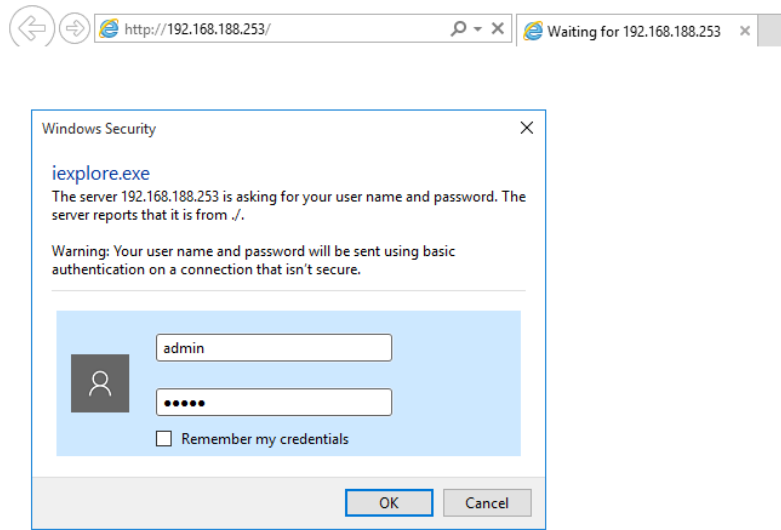 http://192.168.188.253/ Waiting for 192.168.188.253
Windows Security
iexplore.exe
The server 192.168.188.253 is asking for your user name and password. The
server reports that it is from ./.
Warning: Your user name and password will be sent using basic
authentication on a connection that isn't secure.
admin
●●●●●
Remember my credentials
OK Cancel